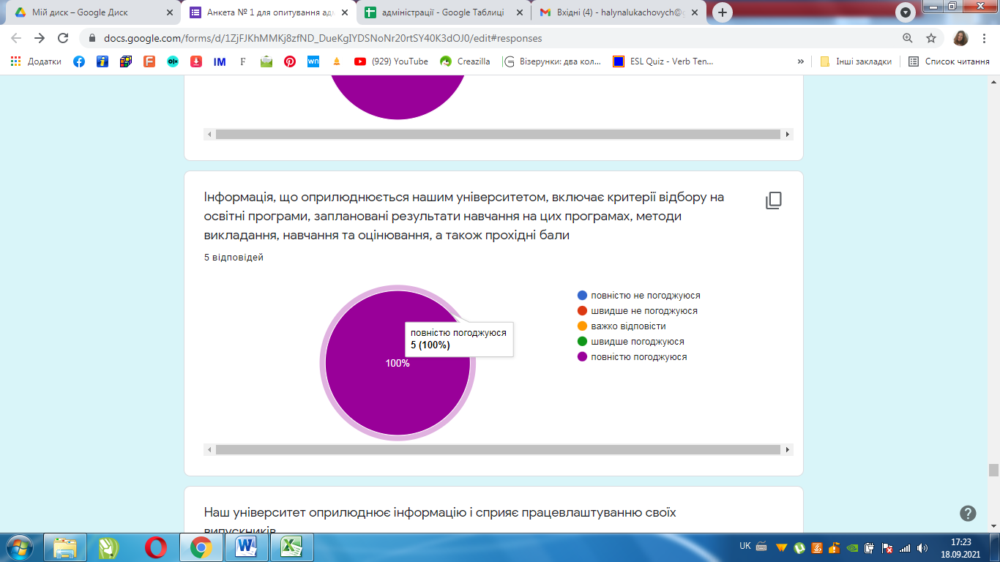 Мій диск – Google Диск
Анкета № 1 для опитування адм
адміністрації - Google Таблиці
Вхідні (4) - halynalukachovych@g
docs.google.com/forms/d/1ZjFJKhMMKj8zfND_DueKgIYDSNoNr20rtSY40K3dOJ0/edit#responses
Додатки
IM
F
wn
(929) YouTube
Creazilla
Візерунки: два кол...
ESL Quiz - Verb Ten...
»
Інші закладки
Список читання
Інформація, що оприлюднюється нашим університетом, включає критерії відбору на
освітні програми, заплановані результати навчання на цих програмах, методи
викладання, навчання та оцінювання, а також прохідні бали
5 відповідей
повністю погоджуюся
5 (100%)
100%
повністю не погоджуюся
швидше не погоджуюся
важко відповісти
швидше погоджуюся
повністю погоджуюся
Наш університет оприлюднює інформацію і сприяє працевлаштуванню своїх
випускників
UK
17:23
18.09.2021